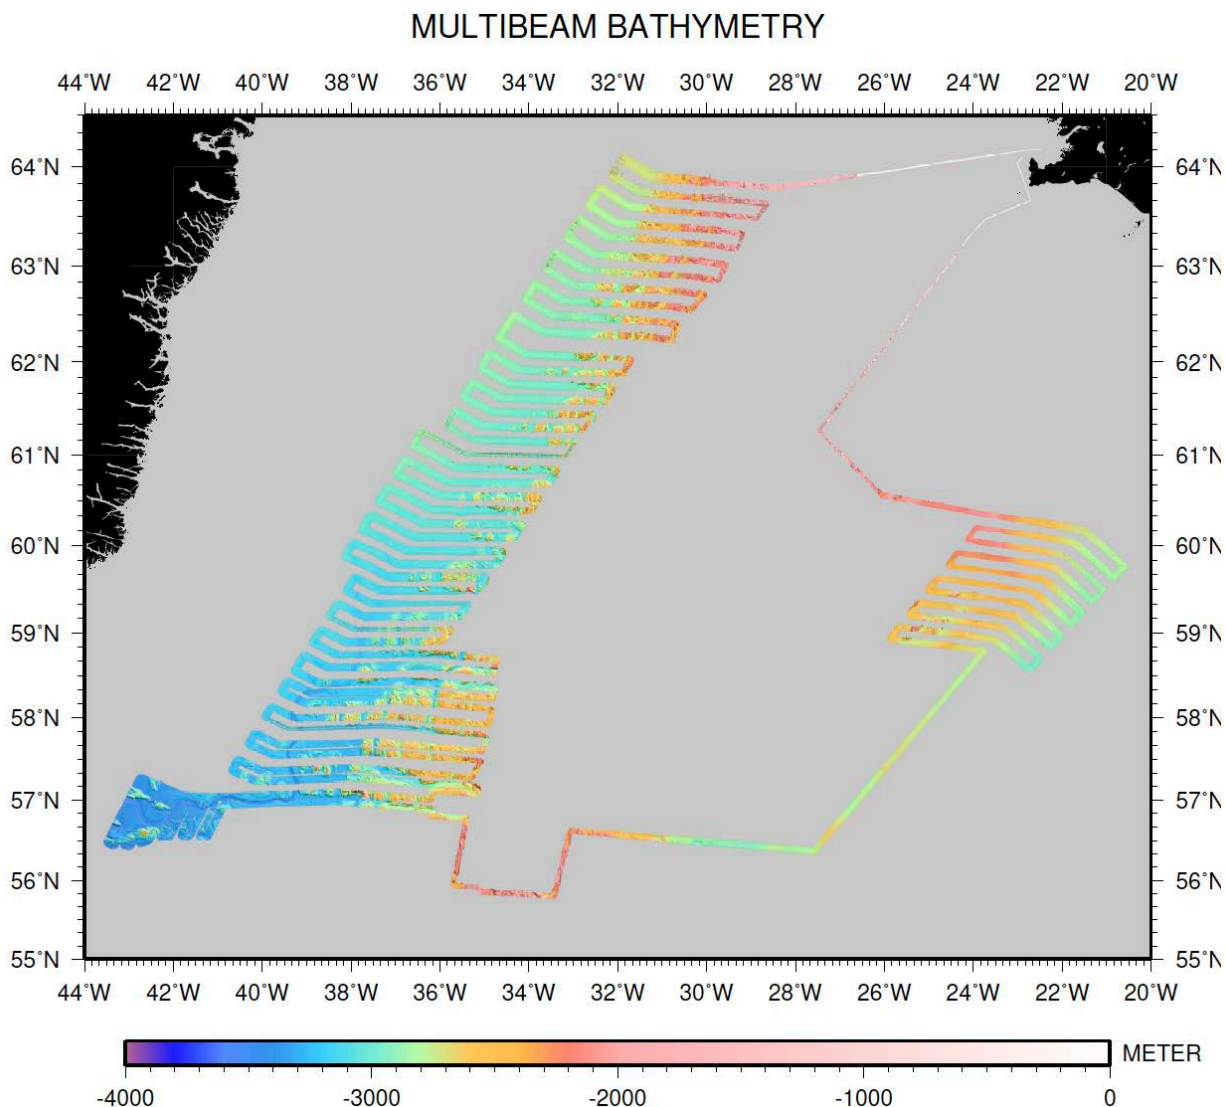 MULTIBEAM BATHYMETRY
44˚W 42˚W 40˚W 38˚W 36˚W 34˚W 32˚W 30˚W 28˚W 26˚W 24˚W 22˚W 20˚W
64˚N 64˚N
63˚N 63˚N
62˚N 62˚N
61˚N 61˚N
60˚N 60˚N
59˚N 59˚N
58˚N 58˚N
57˚N 57˚N
56˚N 56˚N
55˚N 55˚N
44˚W 42˚W 40˚W 38˚W 36˚W 34˚W 32˚W 30˚W 28˚W 26˚W 24˚W 22˚W 20˚W
METER
-4000 -3000 -2000 -1000 0